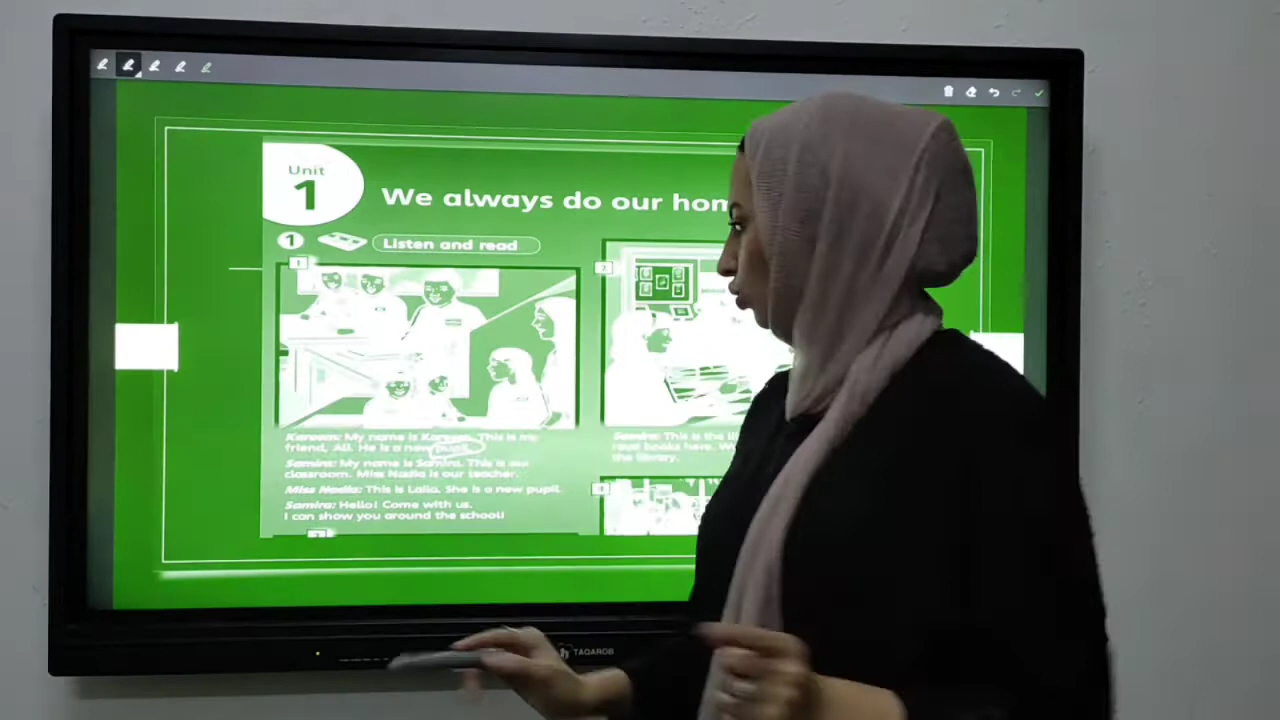 Unit
1
We always do our hom
1
Listen and read
1
2
Kareem: My name is Kareem. This is my
friend, Ali. He is a new pupil.
Samira: My name is Samira. This is our
classroom. Miss Nadia is our teacher.
Miss Nadia: This is Laila. She is a new pupil.
Samira: Hello! Come with us.
I can show you around the school!
Samira: This is the li
read books here. W
the library.
TAQAROB